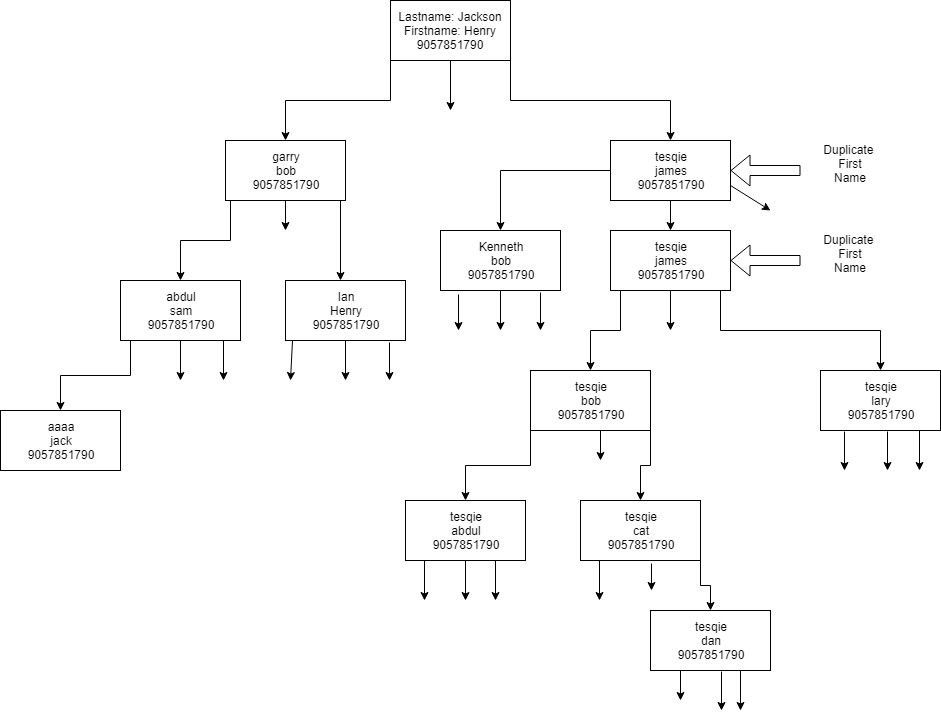 Lastname: Jackson
Firstname: Henry
9057851790
garry
bob
9057851790
tesqie
james
9057851790
Duplicate
First
Name
Kenneth
bob
9057851790
tesqie
james
9057851790
Duplicate
First
Name
abdul
sam
9057851790
Ian
Henry
9057851790
tesqie
bob
9057851790
tesqie
lary
9057851790
aaaa
jack
9057851790
tesqie
abdul
9057851790
tesqie
cat
9057851790
tesqie
dan
9057851790